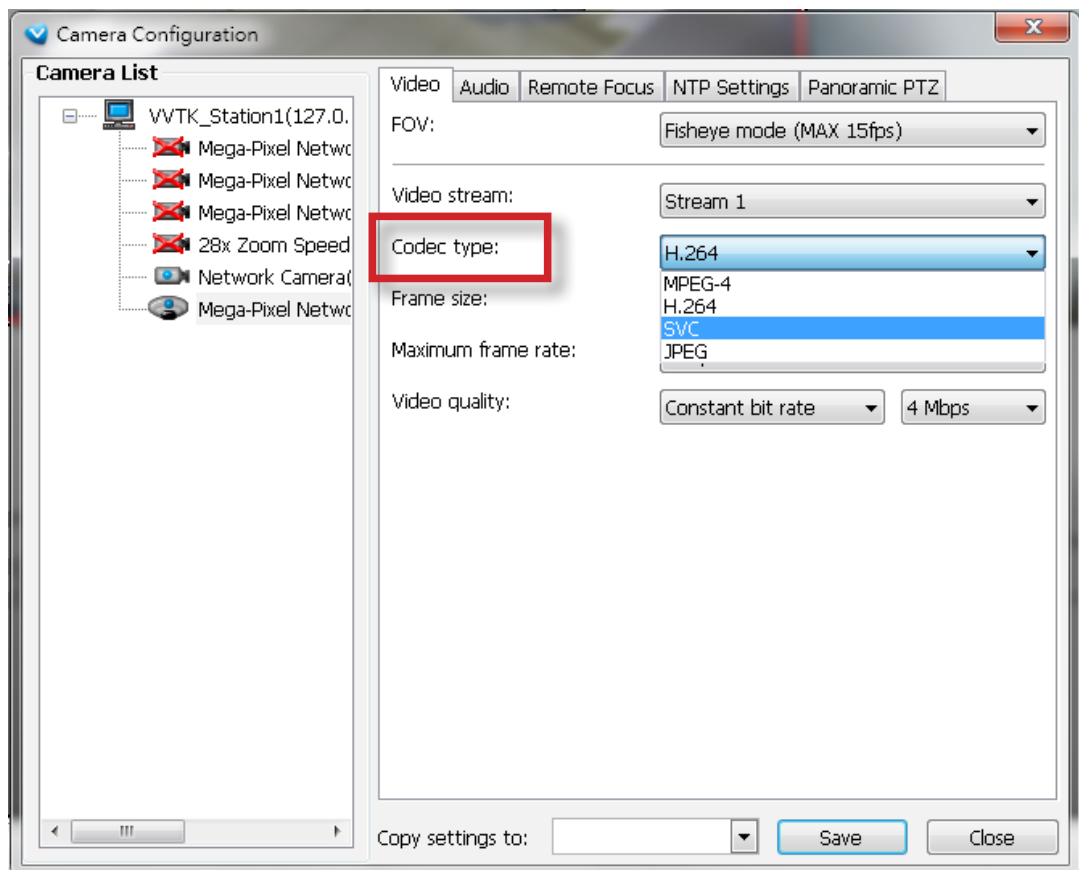 Camera Configuration
Camera List
VVTK_Station1(127.0.
Mega-Pixel Netwo
Mega-Pixel Netwo
Mega-Pixel Netwo
28x Zoom Speed
Network Camera(
Mega-Pixel Netwo
Video Audio Remote Focus NTP Settings Panoramic PTZ
FOV: Fisheye mode (MAX 15fps)
Video stream: Stream 1
Codec type: H.264
MPEG-4
H.264
SVC
JPEG
Frame size:
Maximum frame rate:
Video quality: Constant bit rate 4 Mbps
Copy settings to: Save Close